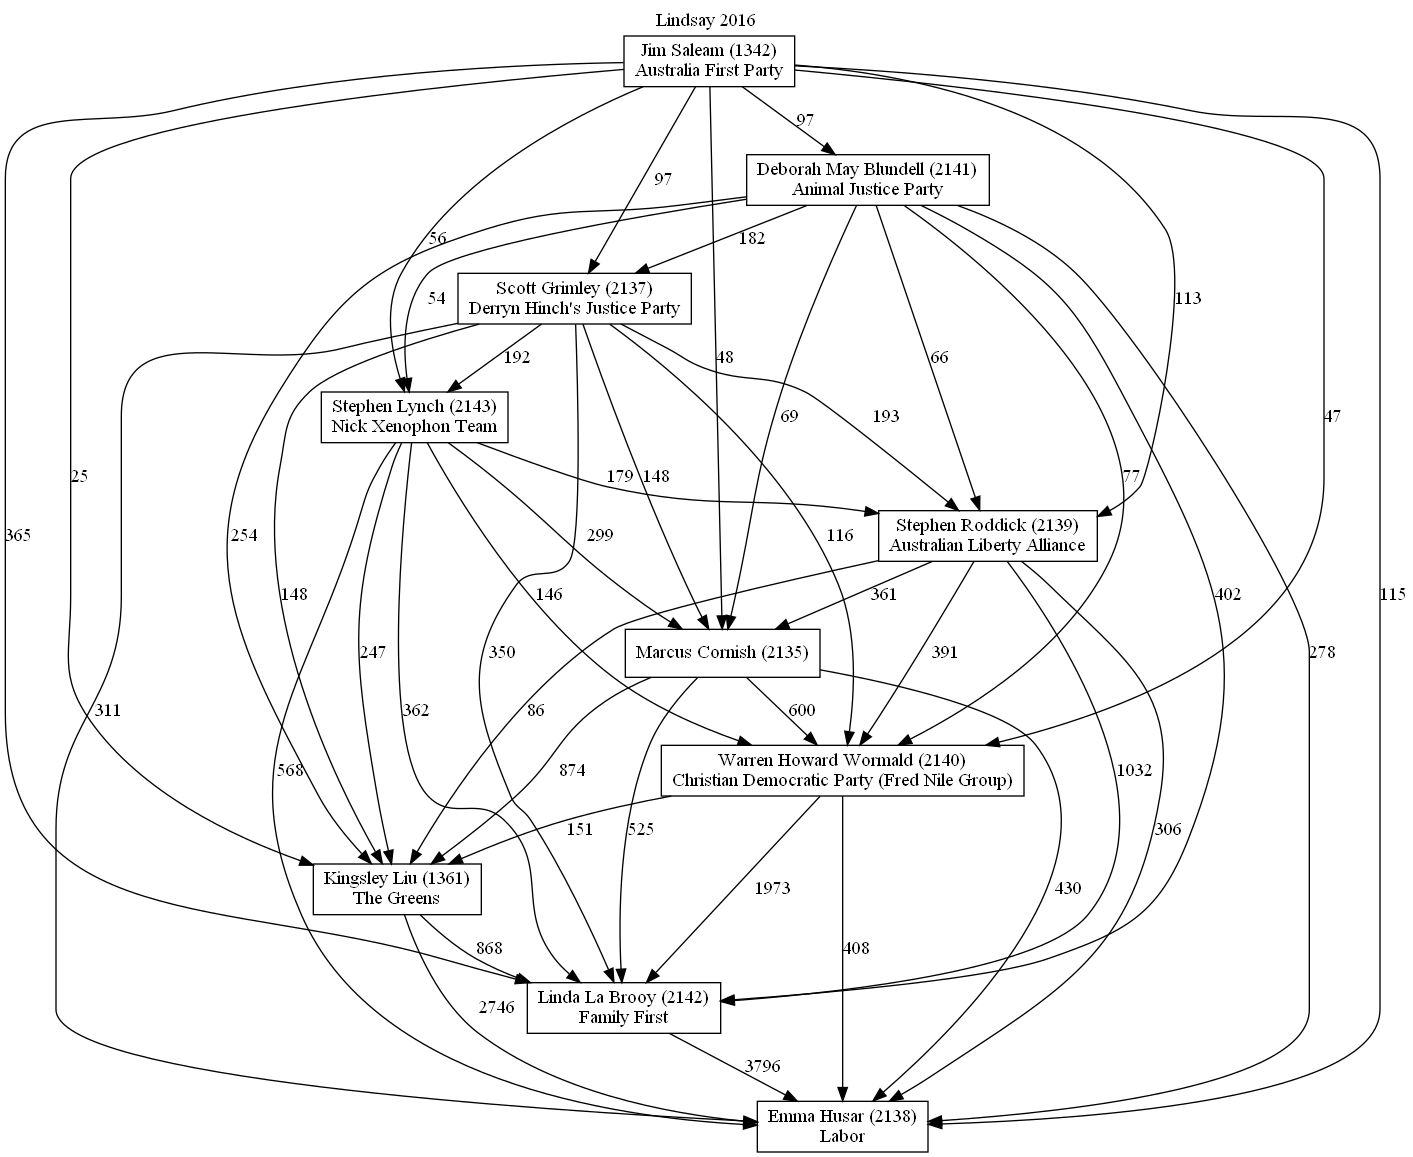 Lindsay 2016
Jim Saleam (1342)
Australia First Party
97
Deborah May Blundell (2141)
Animal Justice Party
97
56
182
Scott Grimley (2137)
Derryn Hinch's Justice Party
54
113
192
48
Stephen Lynch (2143)
Nick Xenophon Team
66
69
193
47
25
179
148
77
Stephen Roddick (2139)
Australian Liberty Alliance
365
254
299
116
148
146
361
402
115
Marcus Cornish (2135)
247
350
391
278
311
362
86
600
Warren Howard Wormald (2140)
Christian Democratic Party (Fred Nile Group)
568
874
1032
151
525
306
Kingsley Liu (1361)
The Greens
1973
430
868
408
Linda La Brooy (2142)
Family First
2746
3796
Emma Husar (2138)
Labor